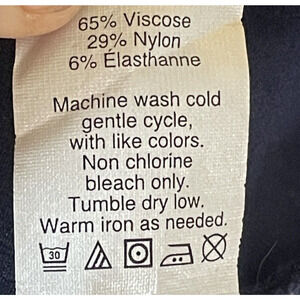 65% Viscose
29% Nylon
6% Élasthanne
Machine wash cold
gentle cycle,
with like colors.
Non chlorine
bleach only.
Tumble dry low.
Warm iron as needed.
30